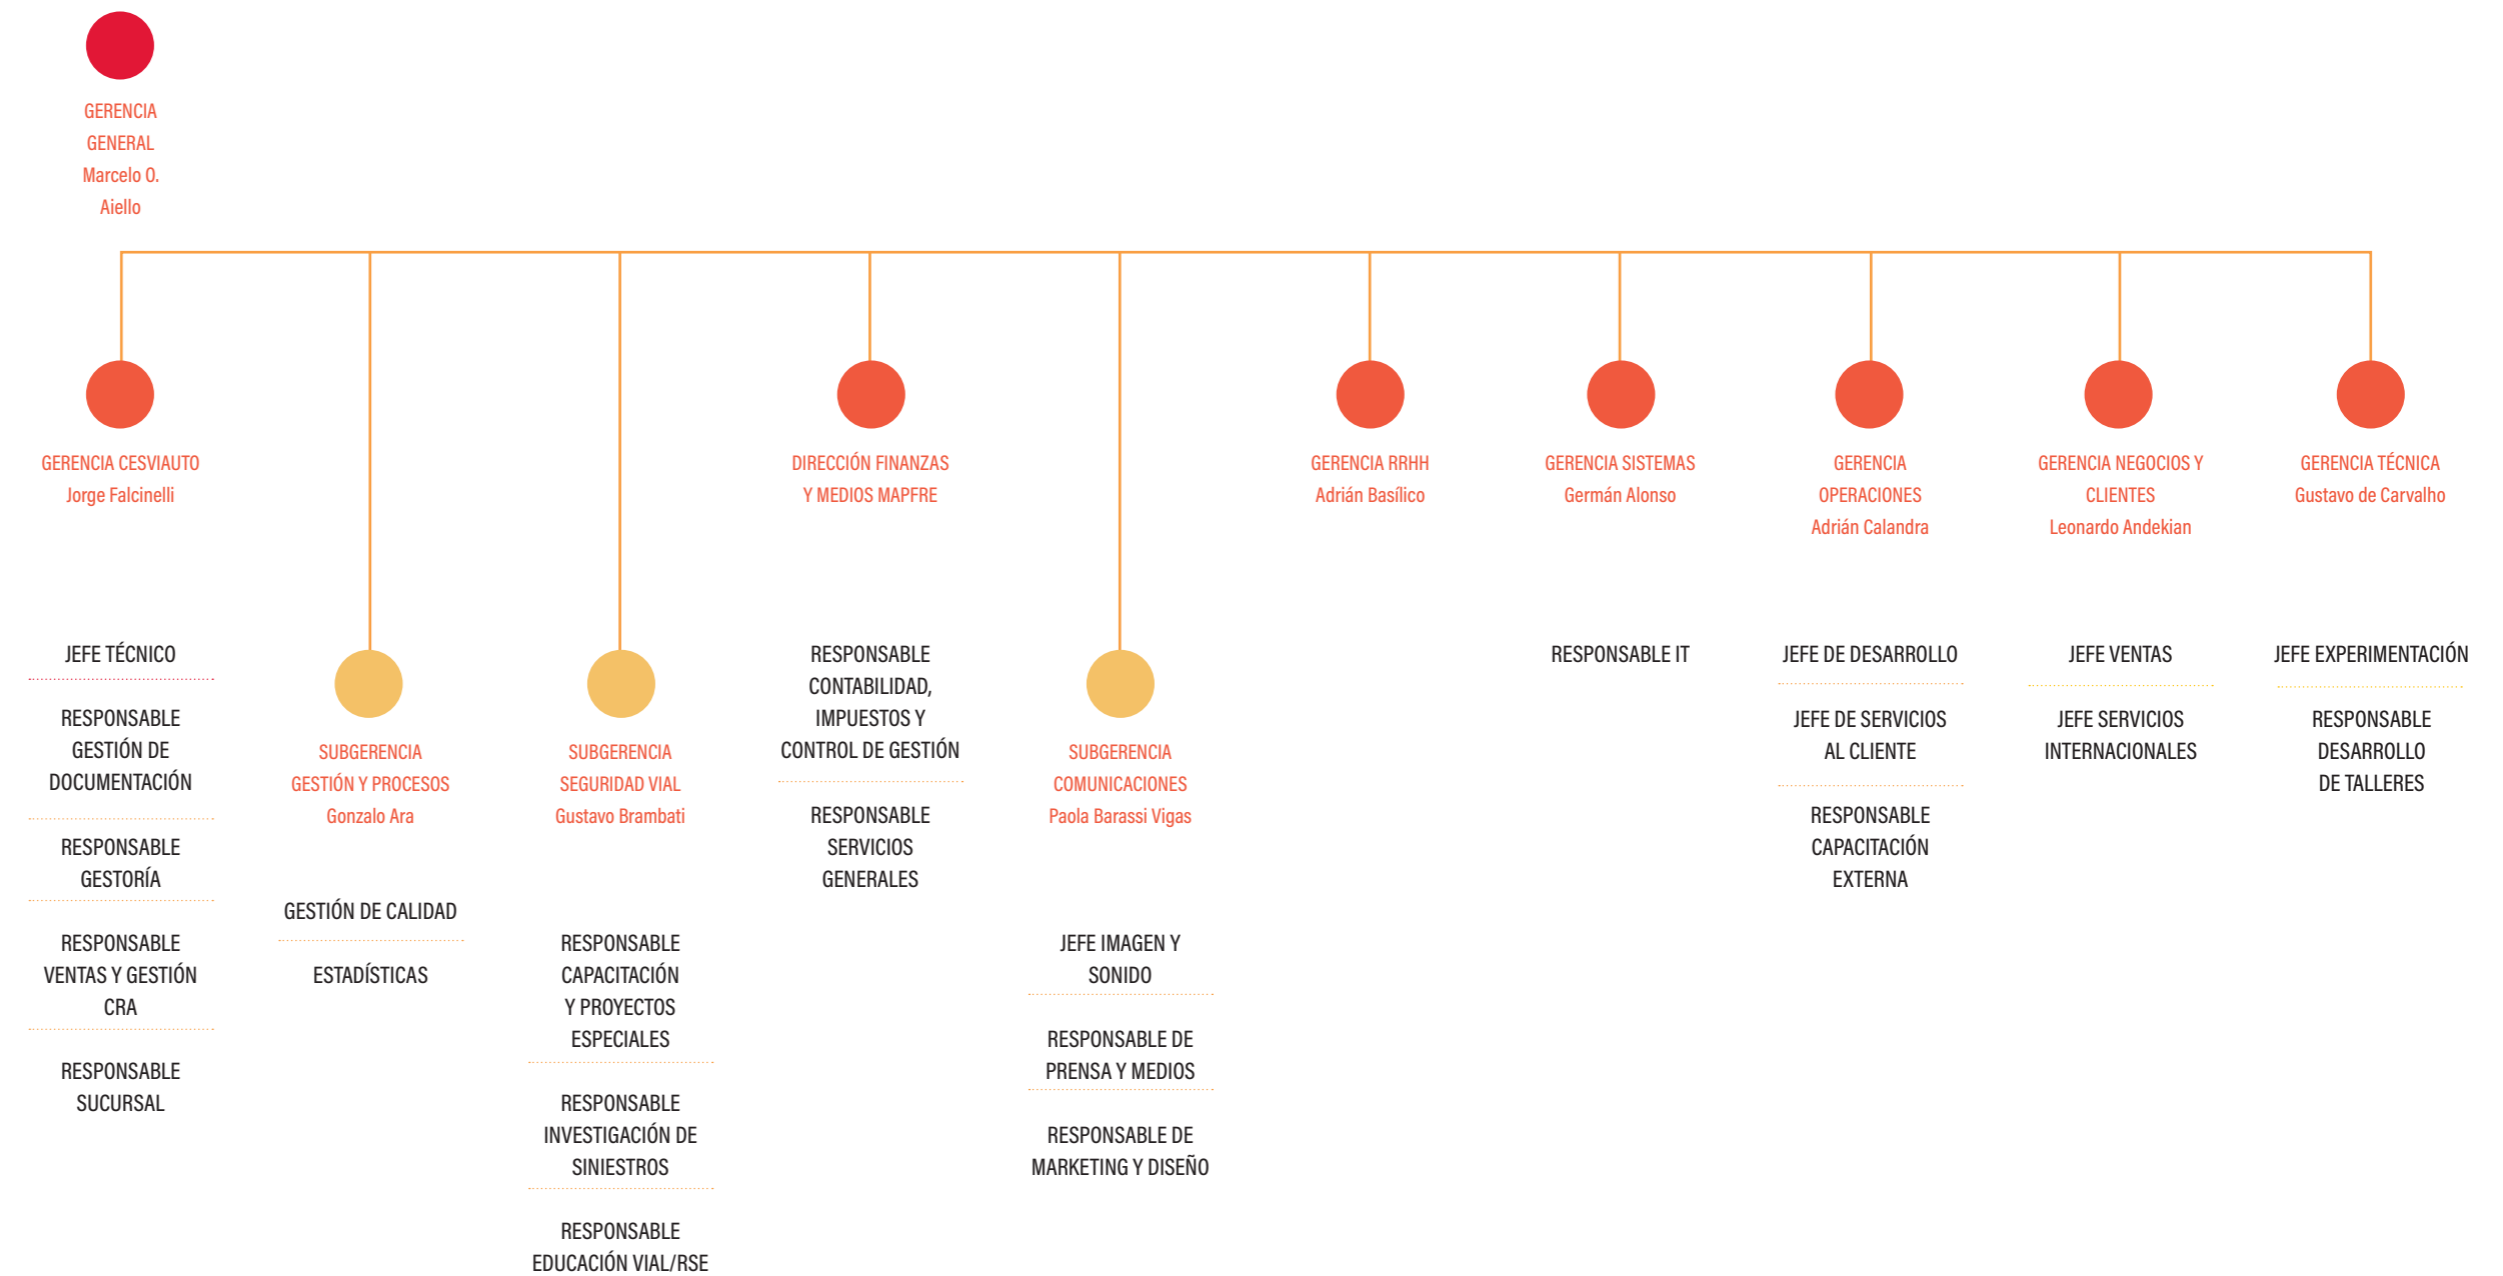 GERENCIA
GENERAL
Marcelo O.
Aiello
GERENCIA CESVIAUTO
Jorge Falcinelli
JEFE TÉCNICO
RESPONSABLE
GESTIÓN DE
DOCUMENTACIÓN
RESPONSABLE
GESTORÍA
RESPONSABLE
VENTAS Y GESTIÓN
CRA
RESPONSABLE
SUCURSAL
SUBGERENCIA
GESTIÓN Y PROCESOS
Gonzalo Ara
GESTIÓN DE CALIDAD
ESTADÍSTICAS
SUBGERENCIA
SEGURIDAD VIAL
Gustavo Brambati
RESPONSABLE
CAPACITACIÓN
Y PROYECTOS
ESPECIALES
RESPONSABLE
INVESTIGACIÓN DE
SINIESTROS
RESPONSABLE
EDUCACIÓN VIAL/RSE
DIRECCIÓN FINANZAS
Y MEDIOS MAPFRE
RESPONSABLE
CONTABILIDAD,
IMPUESTOS Y
CONTROL DE GESTIÓN
RESPONSABLE
SERVICIOS
GENERALES
SUBGERENCIA
COMUNICACIONES
Paola Barassi Vigas
JEFE IMAGEN Y
SONIDO
RESPONSABLE DE
PRENSA Y MEDIOS
RESPONSABLE DE
MARKETING Y DISEÑO
GERENCIA RRHH
Adrián Basílico
GERENCIA SISTEMAS
Germán Alonso
RESPONSABLE IT
GERENCIA
OPERACIONES
Adrián Calandra
JEFE DE DESARROLLO
JEFE DE SERVICIOS
AL CLIENTE
RESPONSABLE
CAPACITACIÓN
EXTERNA
GERENCIA NEGOCIOS Y
CLIENTES
Leonardo Andekian
JEFE VENTAS
JEFE SERVICIOS
INTERNACIONALES
GERENCIA TÉCNICA
Gustavo de Carvalho
JEFE EXPERIMENTACIÓN
RESPONSABLE
DESARROLLO
DE TALLERES